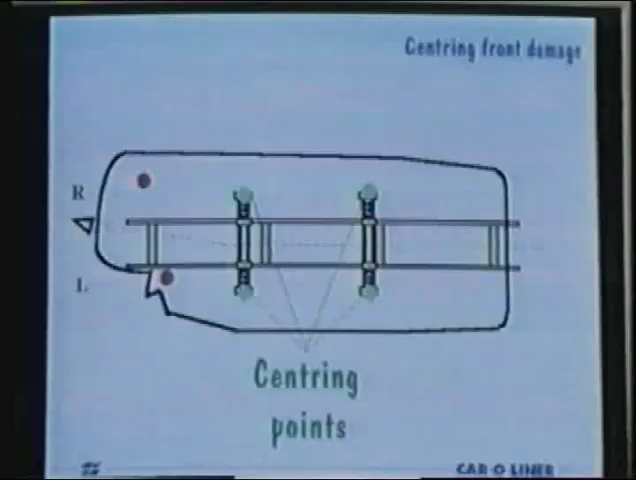 Centring front damage
R
L
Centring
points
CAR-O-LINER